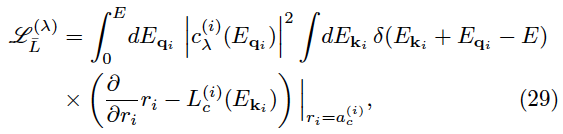 $\mathscr{L}_{\bar{L}}^{(\lambda)} = \int_0^E dE_{\mathbf{q}_i} \left| c_\lambda^{(i)}(E_{\mathbf{q}_i}) \right|^2 \int dE_{\mathbf{k}_i} \, \delta(E_{\mathbf{k}_i} + E_{\mathbf{q}_i} - E)$
$\times \left( \frac{\partial}{\partial r_i} r_i - L_c^{(i)}(E_{\mathbf{k}_i}) \right) \Big|_{r_i = a_c^{(i)}}, \quad (29)$